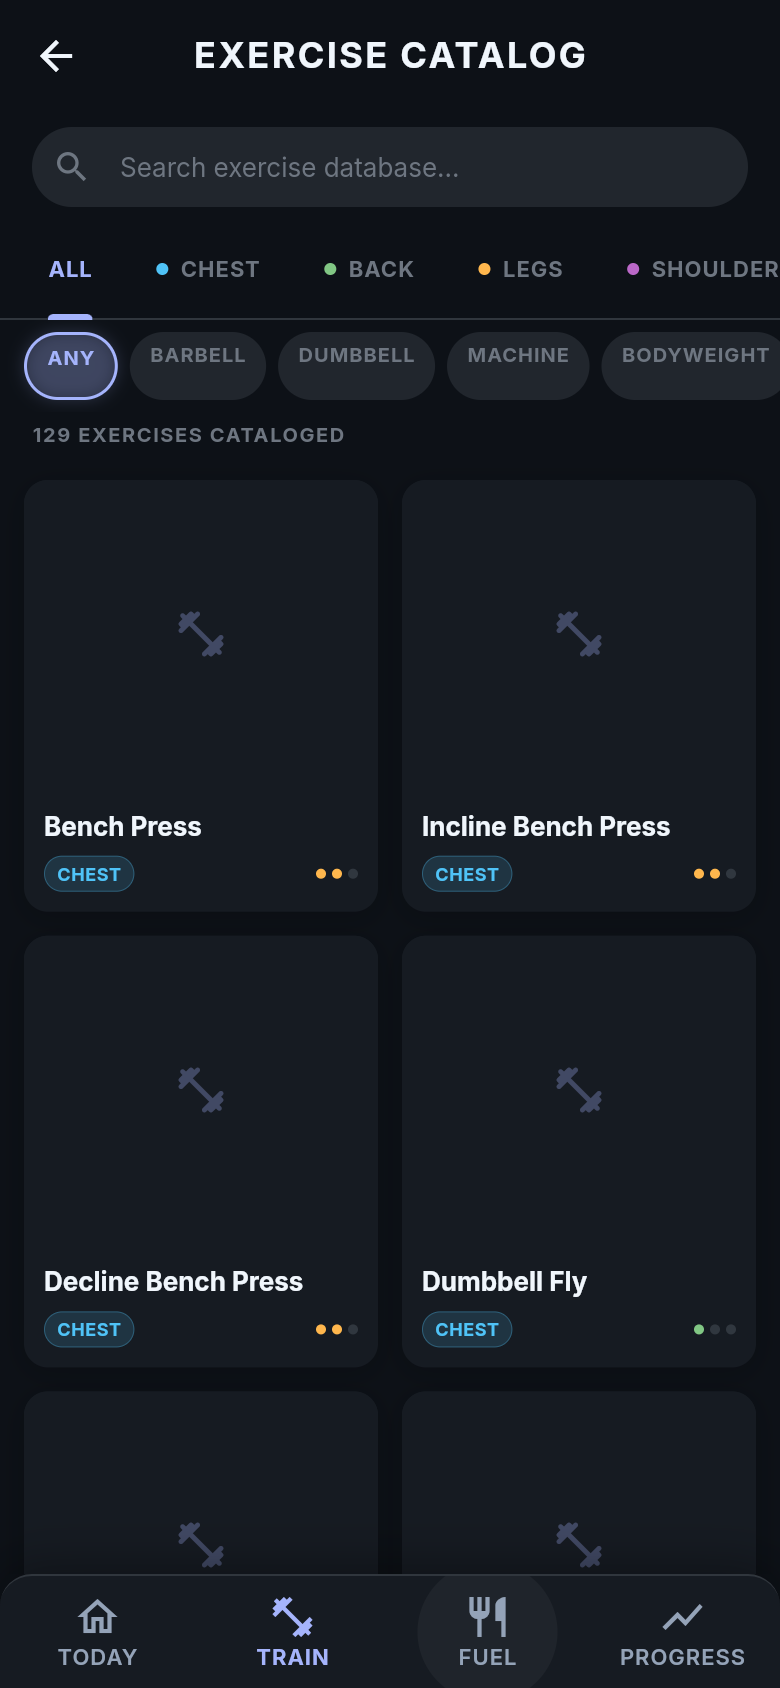 EXERCISE CATALOG
Search exercise database...
ALL CHEST BACK LEGS SHOULDER
ANY BARBELL DUMBBELL MACHINE BODYWEIGHT
129 EXERCISES CATALOGED
Bench Press
CHEST
Incline Bench Press
CHEST
Decline Bench Press
CHEST
Dumbbell Fly
CHEST
TODAY TRAIN FUEL PROGRESS